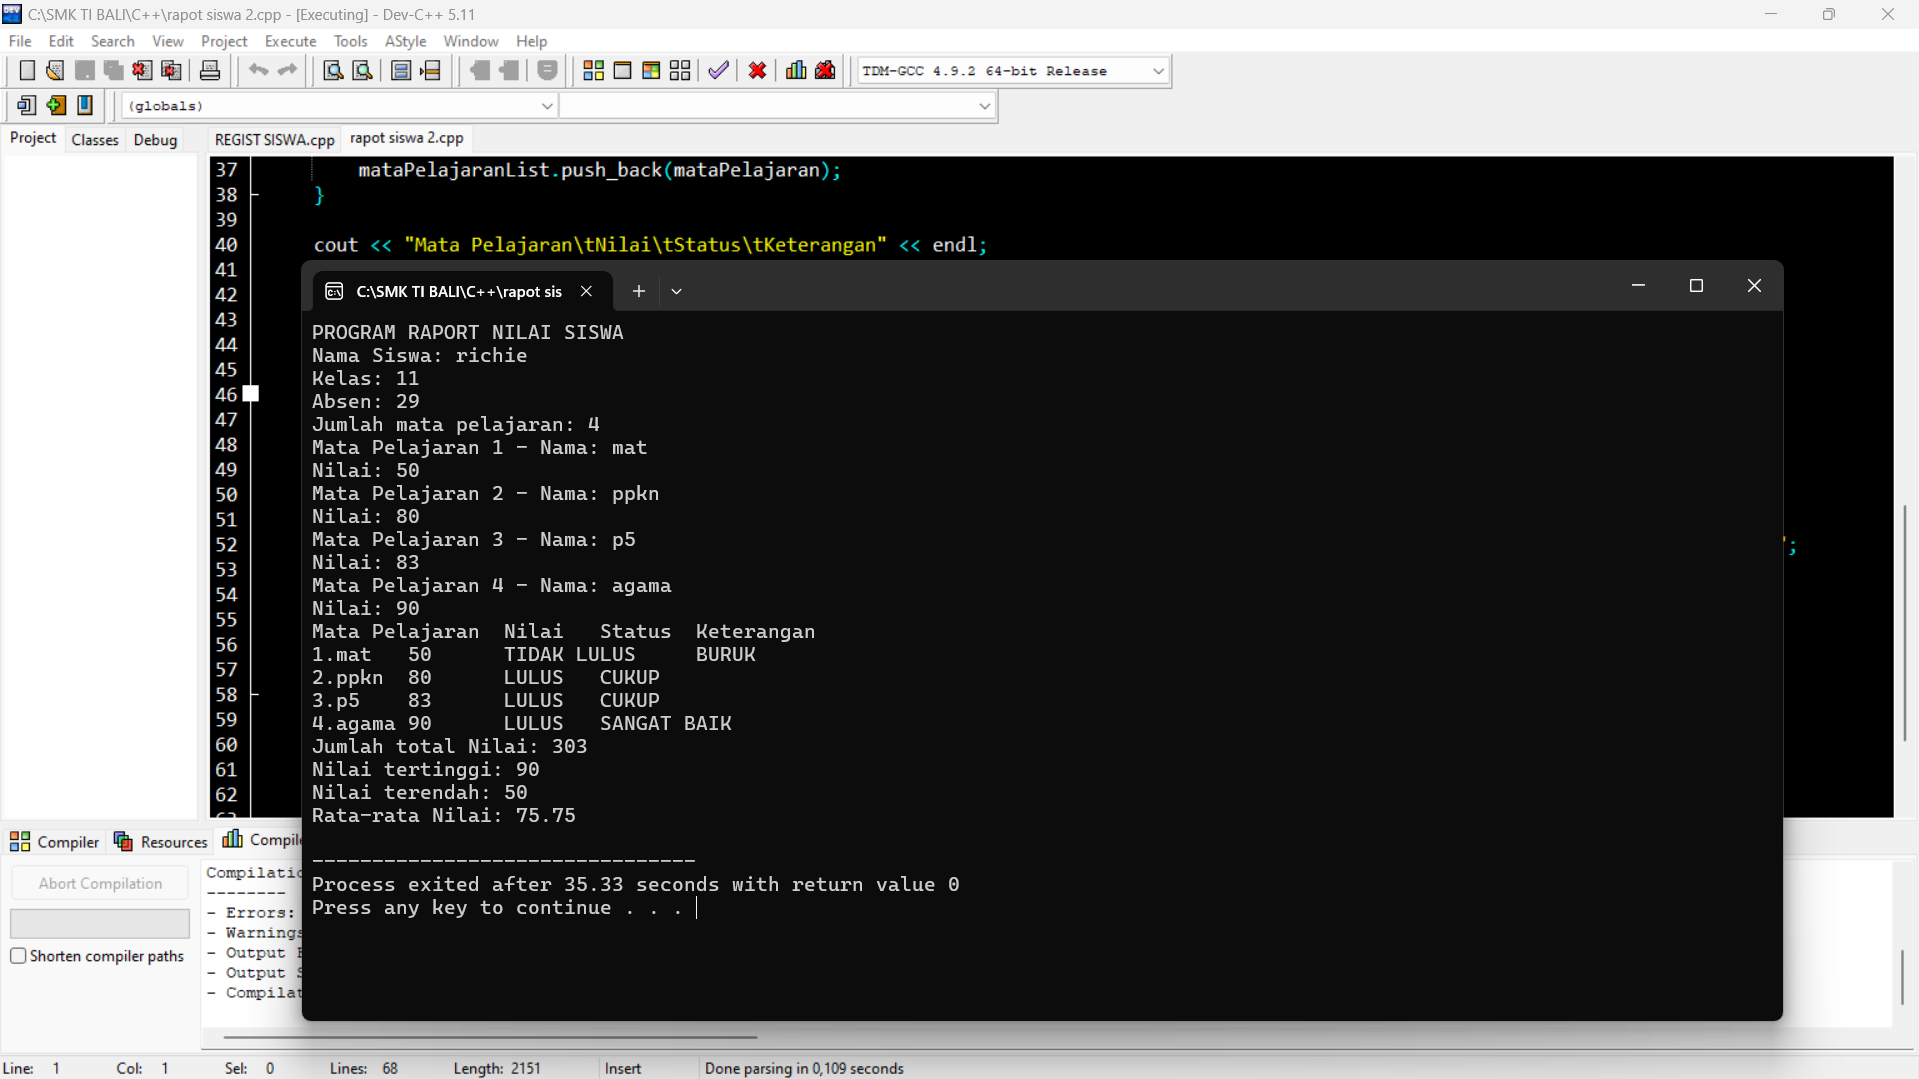 C:\SMK TI BALI\C++\rapot siswa 2.cpp - [Executing] - Dev-C++ 5.11
File Edit Search View Project Execute Tools AStyle Window Help
TDM-GCC 4.9.2 64-bit Release
(globals)
Project Classes Debug
REGIST SISWA.cpp rapot siswa 2.cpp
37 mataPelajaranList.push_back(mataPelajaran);
38 }
39
40 cout << "Mata Pelajaran\tNilai\tStatus\tKeterangan" << endl;
41
42
43
44
45
46
47
48
49
50
51
52 ";
53
54
55
56
57
58
59
60
61
62
C:\SMK TI BALI\C++\rapot sis
PROGRAM RAPORT NILAI SISWA
Nama Siswa: richie
Kelas: 11
Absen: 29
Jumlah mata pelajaran: 4
Mata Pelajaran 1 - Nama: mat
Nilai: 50
Mata Pelajaran 2 - Nama: ppkn
Nilai: 80
Mata Pelajaran 3 - Nama: p5
Nilai: 83
Mata Pelajaran 4 - Nama: agama
Nilai: 90
Mata Pelajaran Nilai Status Keterangan
1.mat 50 TIDAK LULUS BURUK
2.ppkn 80 LULUS CUKUP
3.p5 83 LULUS CUKUP
4.agama 90 LULUS SANGAT BAIK
Jumlah total Nilai: 303
Nilai tertinggi: 90
Nilai terendah: 50
Rata-rata Nilai: 75.75
--------------------------------
Process exited after 35.33 seconds with return value 0
Press any key to continue . . .
Compiler Resources Compile
Abort Compilation
Shorten compiler paths
Compilatio
--------
- Errors:
- Warnings
- Output
- Output
- Compilat
Line: 1 Col: 1 Sel: 0 Lines: 68 Length: 2151 Insert Done parsing in 0,109 seconds